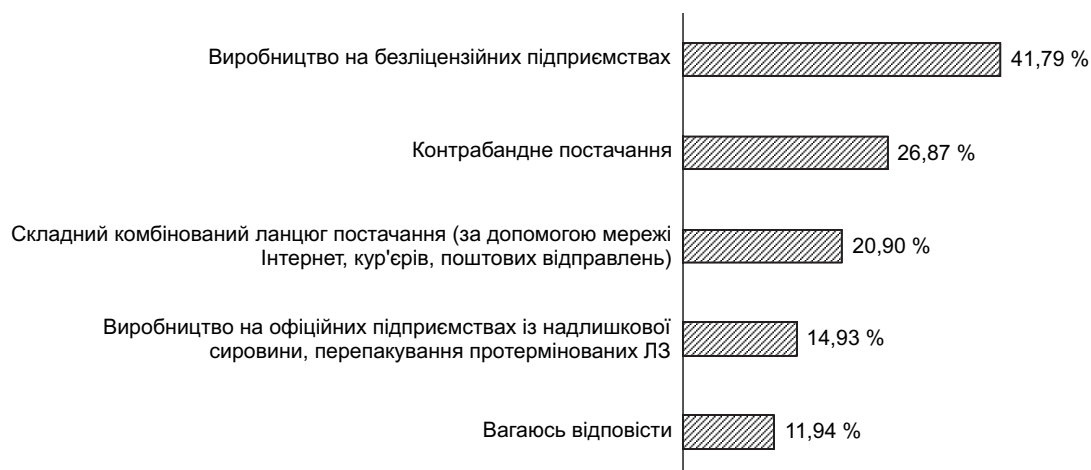 Виробництво на безліцензійних підприємствах
41,79 %
Контрабандне постачання
26,87 %
Складний комбінований ланцюг постачання (за допомогою мережі
Інтернет, кур'єрів, поштових відправлень)
20,90 %
Виробництво на офіційних підприємствах із надлишкової
сировини, перепакування протермінованих ЛЗ
14,93 %
Вагаюсь відповісти
11,94 %